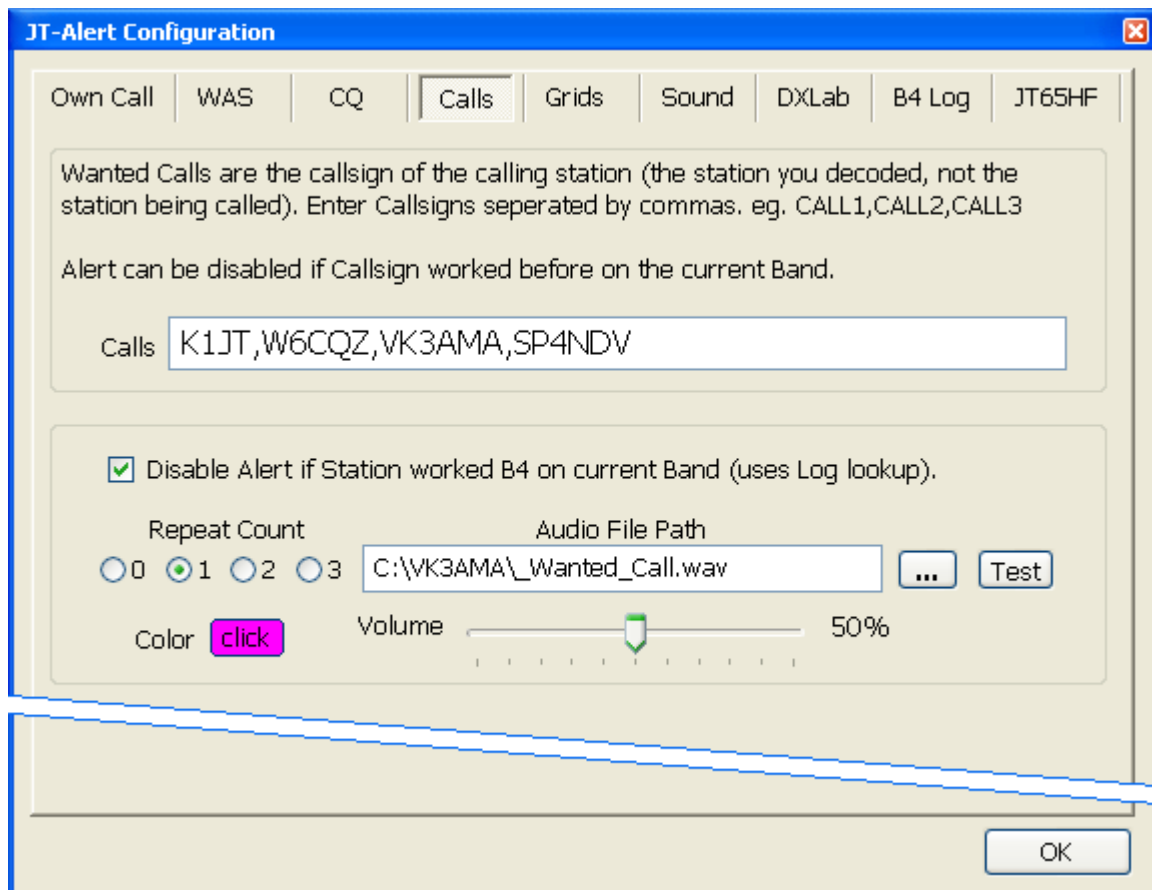 JT-Alert Configuration
Own Call WAS CQ Calls Grids Sound DXLab B4 Log JT65HF
Wanted Calls are the callsign of the calling station (the station you decoded, not the
station being called). Enter Callsigns seperated by commas. eg. CALL1,CALL2,CALL3
Alert can be disabled if Callsign worked before on the current Band.
Calls K1JT,W6CQZ,VK3AMA,SP4NDV
Disable Alert if Station worked B4 on current Band (uses Log lookup).
Repeat Count Audio File Path
0 1 2 3 C:\VK3AMA\_Wanted_Call.wav ... Test
Color click Volume 50%
OK